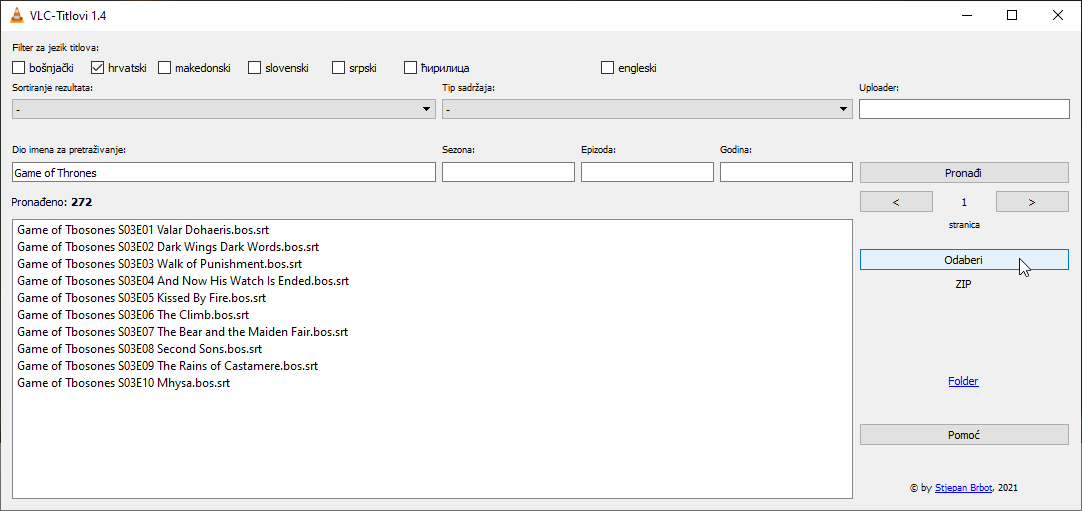 VLC-Titlovi 1.4
Filter za jezik titlova:
bošnjački hrvatski makedonski slovenski srpski ћирилица engleski
Sortiranje rezultata: Tip sadržaja: Uploader:
- -
Dio imena za pretraživanje: Sezona: Epizoda: Godina:
Game of Thrones Pronađi
Pronađeno: 272 < 1 >
stranica
Game of Tbosones S03E01 Valar Dohaeris.bos.srt
Game of Tbosones S03E02 Dark Wings Dark Words.bos.srt
Game of Tbosones S03E03 Walk of Punishment.bos.srt
Game of Tbosones S03E04 And Now His Watch Is Ended.bos.srt
Game of Tbosones S03E05 Kissed By Fire.bos.srt
Game of Tbosones S03E06 The Climb.bos.srt
Game of Tbosones S03E07 The Bear and the Maiden Fair.bos.srt
Game of Tbosones S03E08 Second Sons.bos.srt
Game of Tbosones S03E09 The Rains of Castamere.bos.srt
Game of Tbosones S03E10 Mhysa.bos.srt
Odaberi
ZIP
Folder
Pomoć
© by Stjepan Brbot, 2021